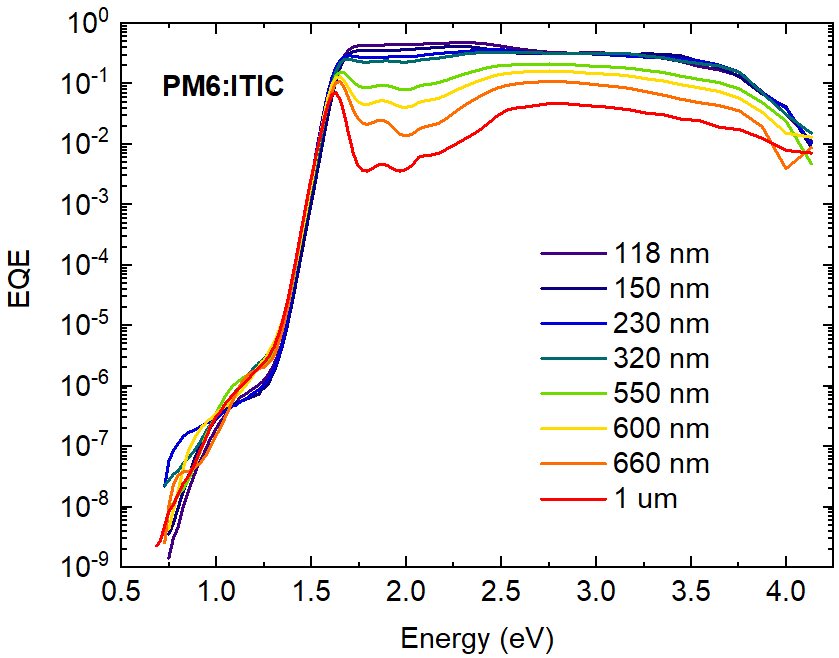 10⁰
10⁻¹
10⁻²
10⁻³
10⁻⁴
10⁻⁵
10⁻⁶
10⁻⁷
10⁻⁸
10⁻⁹
EQE
PM6:ITIC
118 nm
150 nm
230 nm
320 nm
550 nm
600 nm
660 nm
1 um
0.5 1.0 1.5 2.0 2.5 3.0 3.5 4.0
Energy (eV)